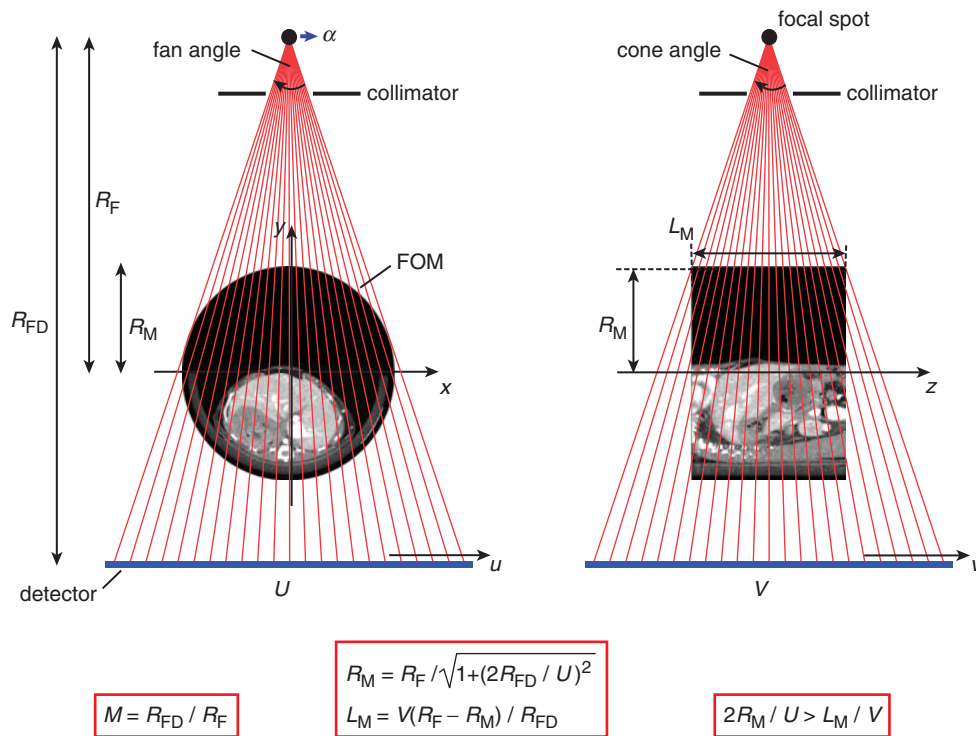 focal spot
α
fan angle
cone angle
collimator
collimator
R_F
y
L_M
FOM
R_FD
R_M
R_M
x
z
u
v
detector
U
V
R_M = R_F / √1+(2R_FD / U)²
M = R_FD / R_F
L_M = V(R_F − R_M) / R_FD
2R_M / U > L_M / V